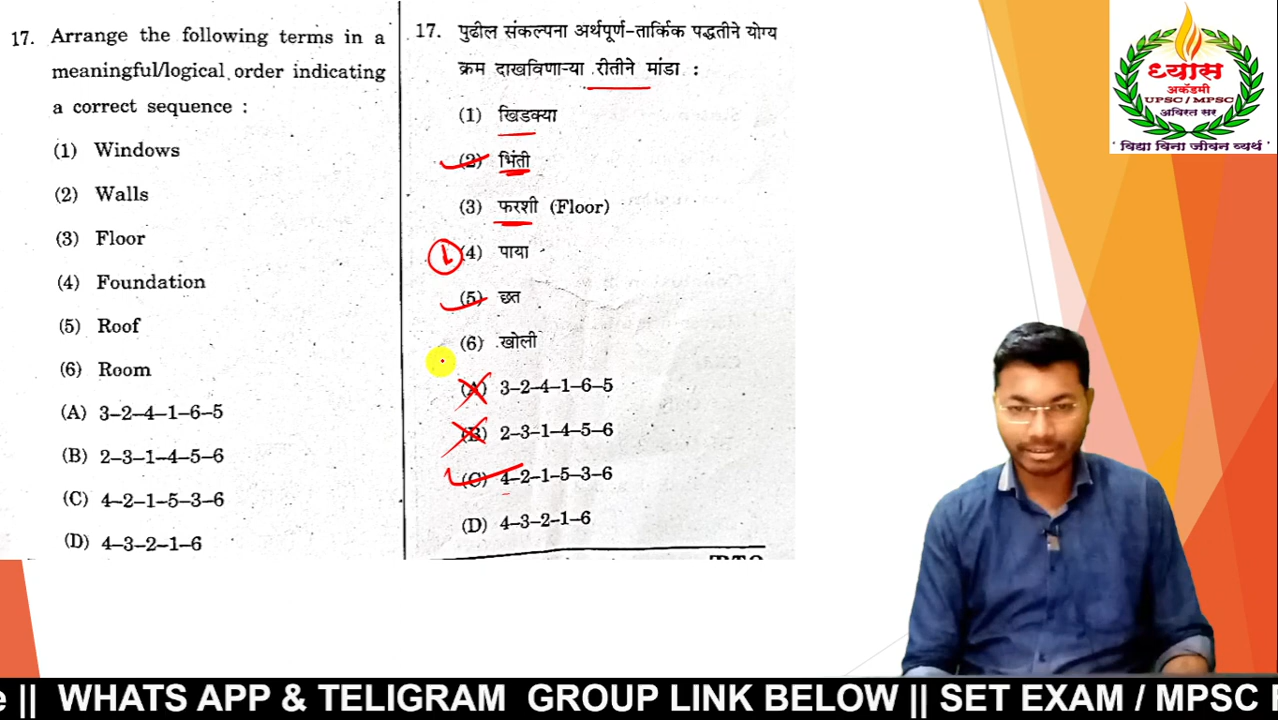 17. Arrange the following terms in a
meaningful/logical order indicating
a correct sequence :
(1) Windows
(2) Walls
(3) Floor
(4) Foundation
(5) Roof
(6) Room
(A) 3–2–4–1–6–5
(B) 2–3–1–4–5–6
(C) 4–2–1–5–3–6
(D) 4–3–2–1–6
17. पुढील संकल्पना अर्थपूर्ण–तार्किक पद्धतीने योग्य
क्रम दाखविणाऱ्या रीतीने मांडा :
(1) खिडक्या
(2) भिंती
(3) फरशी (Floor)
(4) पाया
(5) छत
(6) खोली
(A) 3–2–4–1–6–5
(B) 2–3–1–4–5–6
(C) 4–2–1–5–3–6
(D) 4–3–2–1–6
ध्यास
अकॅडमी
UPSC / MPSC
अविरत सर
' विद्या विना जीवन व्यर्थ '
e || WHATS APP & TELIGRAM GROUP LINK BELOW || SET EXAM / MPSC